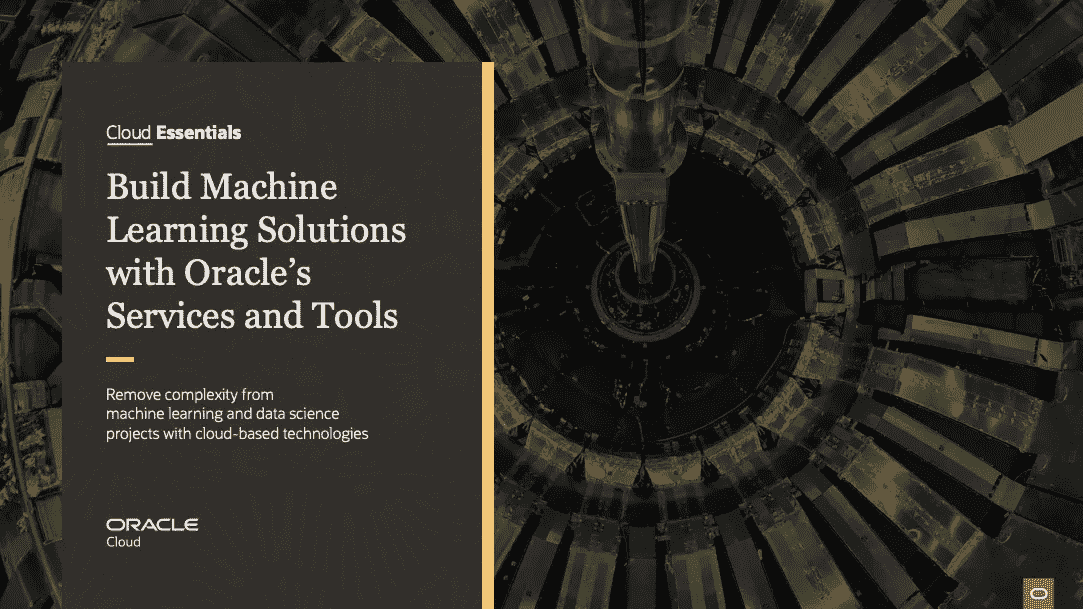 Cloud Essentials
Build Machine
Learning Solutions
with Oracle’s
Services and Tools
Remove complexity from
machine learning and data science
projects with cloud-based technologies
ORACLE
Cloud